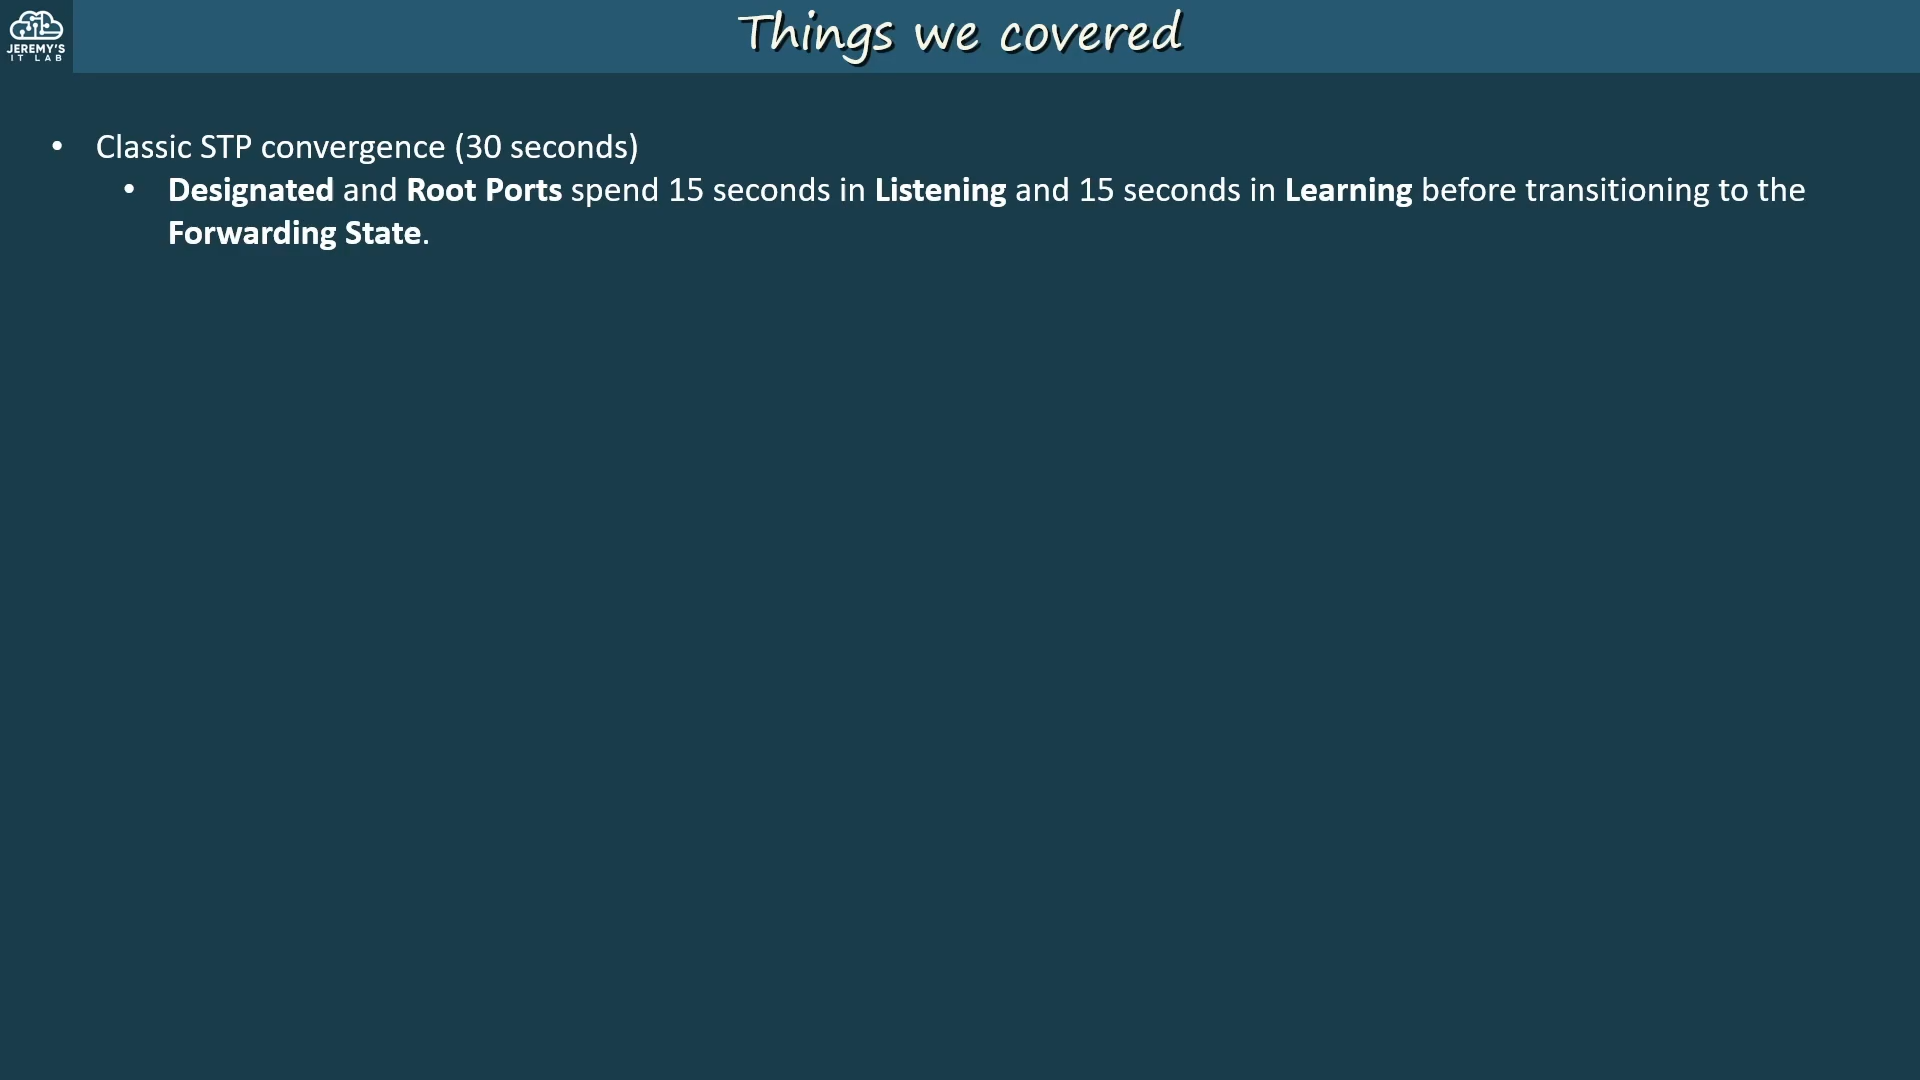 JEREMY'S
IT LAB
Things we covered
• Classic STP convergence (30 seconds)
• Designated and Root Ports spend 15 seconds in Listening and 15 seconds in Learning before transitioning to the
Forwarding State.